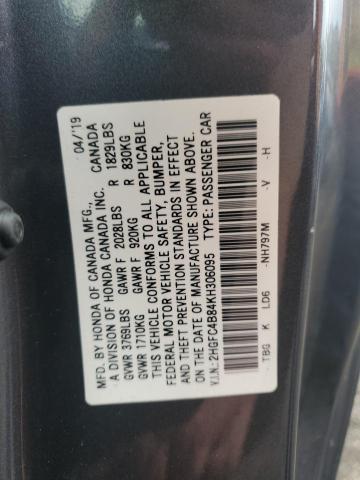 MFD. BY HONDA OF CANADA MFG., 04/'19
A DIVISION OF HONDA CANADA INC. CANADA
GVWR 3769LBS GAWR F 2028LBS R 1829LBS
GVWR 1710KG GAWR F 920KG R 830KG
THIS VEHICLE CONFORMS TO ALL APPLICABLE
FEDERAL MOTOR VEHICLE SAFETY, BUMPER,
AND THEFT PREVENTION STANDARDS IN EFFECT
ON THE DATE OF MANUFACTURE SHOWN ABOVE.
V.I.N.: 2HGFC4B84KH306095 TYPE: PASSENGER CAR
TBG K LD6 -NH797M -V -H